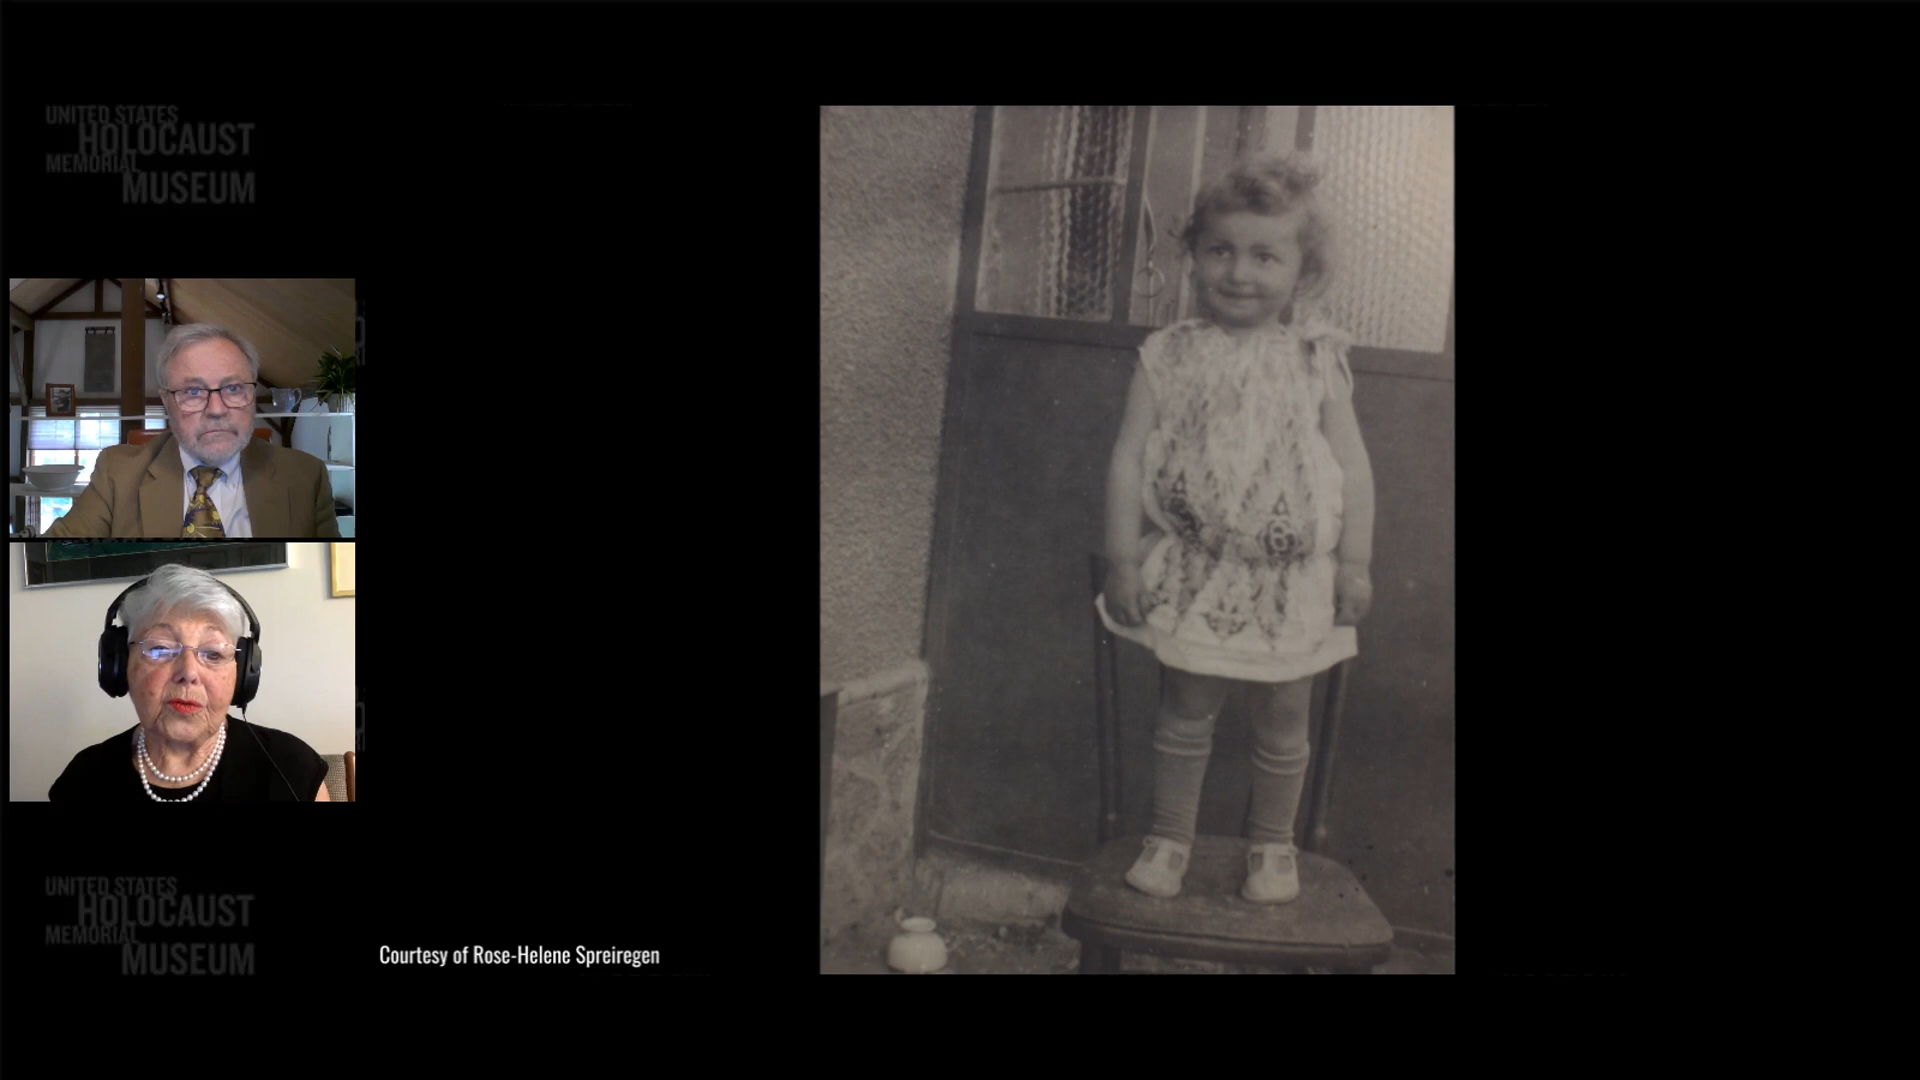 UNITED STATES
HOLOCAUST
MEMORIAL
MUSEUM
UNITED STATES
HOLOCAUST
MEMORIAL
MUSEUM
Courtesy of Rose-Helene Spreiregen